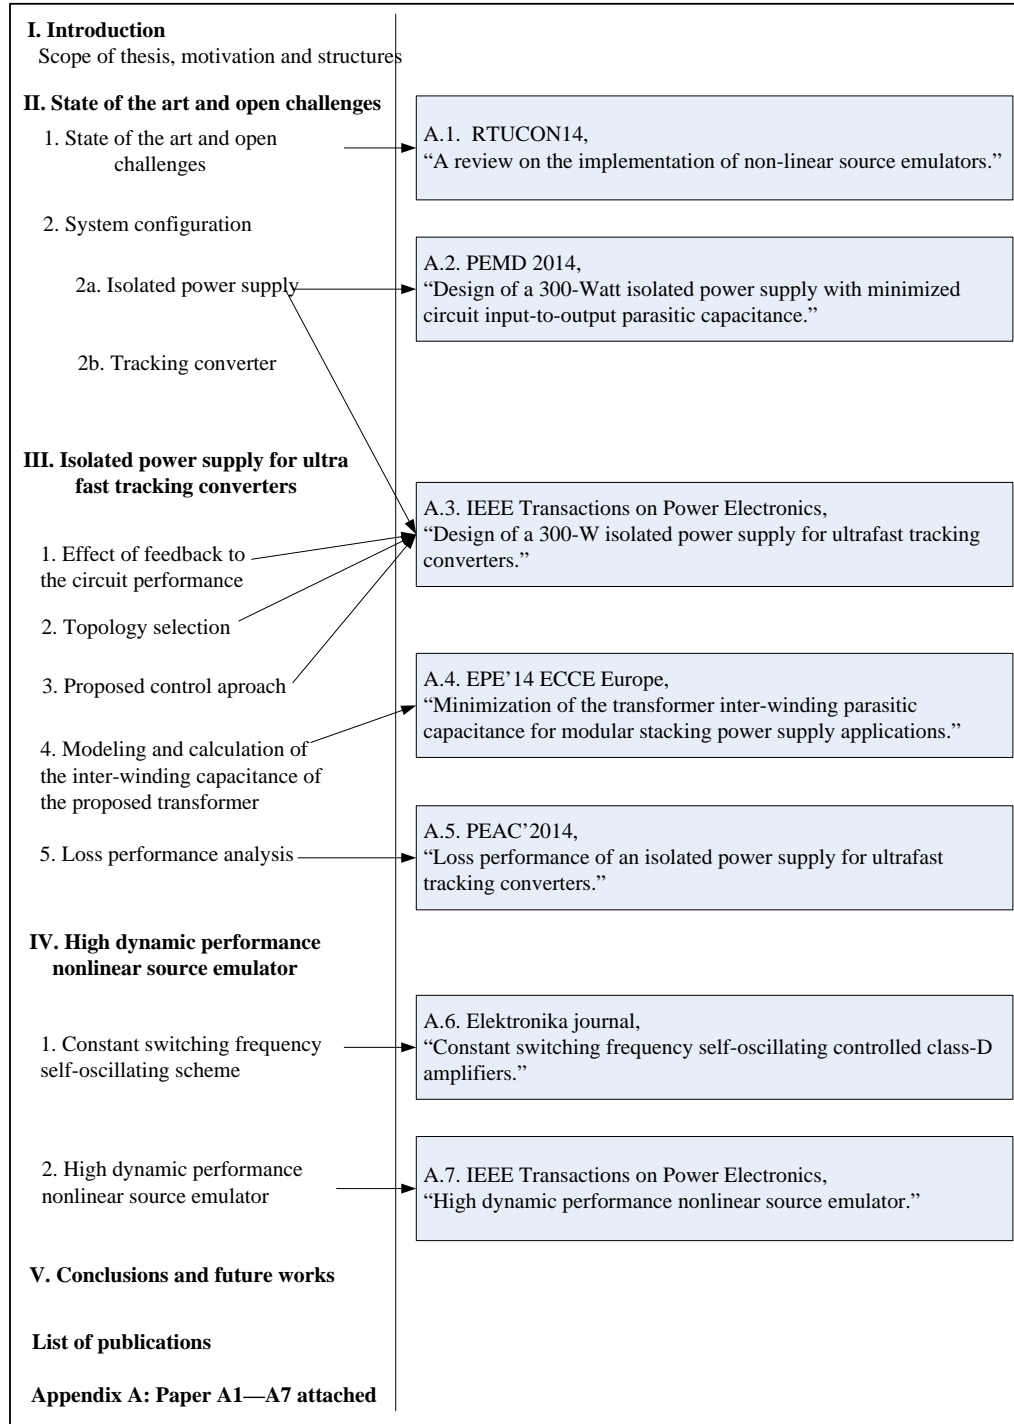 I. Introduction
Scope of thesis, motivation and structures
II. State of the art and open challenges
1. State of the art and open
challenges
A.1.  RTUCON14,
“A review on the implementation of non-linear source emulators.”
2. System configuration
2a. Isolated power supply
A.2. PEMD 2014,
“Design of a 300-Watt isolated power supply with minimized
circuit input-to-output parasitic capacitance.”
2b. Tracking converter
III. Isolated power supply for ultra
fast tracking converters
A.3. IEEE Transactions on Power Electronics,
“Design of a 300-W isolated power supply for ultrafast tracking
converters.”
1. Effect of feedback to
the circuit performance
2. Topology selection
3. Proposed control aproach
A.4. EPE’14 ECCE Europe,
“Minimization of the transformer inter-winding parasitic
capacitance for modular stacking power supply applications.”
4. Modeling and calculation of
the inter-winding capacitance of
the proposed transformer
5. Loss performance analysis
A.5. PEAC’2014,
“Loss performance of an isolated power supply for ultrafast
tracking converters.”
IV. High dynamic performance
nonlinear source emulator
1. Constant switching frequency
self-oscillating scheme
A.6. Elektronika journal,
“Constant switching frequency self-oscillating controlled class-D
amplifiers.”
2. High dynamic performance
nonlinear source emulator
A.7. IEEE Transactions on Power Electronics,
“High dynamic performance nonlinear source emulator.”
V. Conclusions and future works
List of publications
Appendix A: Paper A1—A7 attached